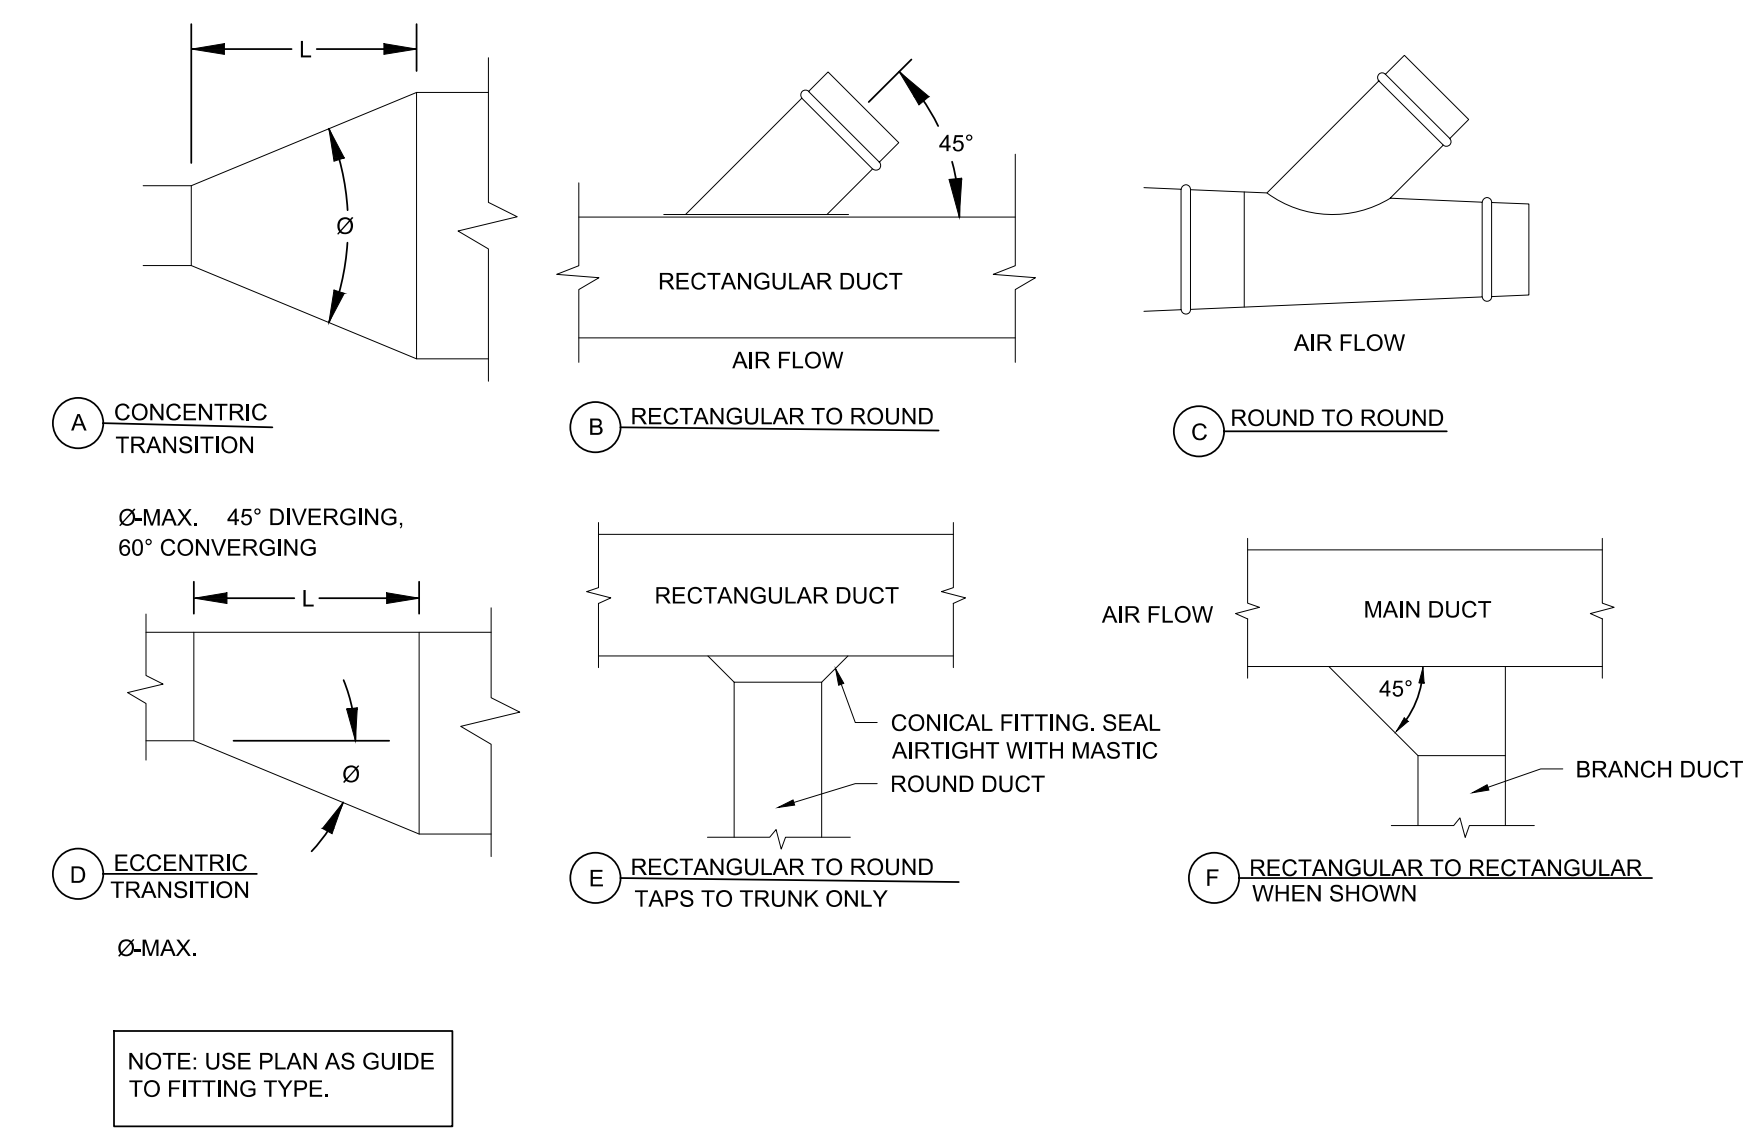 L
Ø
A
CONCENTRIC
TRANSITION
Ø-MAX. 45° DIVERGING,
60° CONVERGING
45°
RECTANGULAR DUCT
AIR FLOW
B
RECTANGULAR TO ROUND
AIR FLOW
C
ROUND TO ROUND
L
Ø
D
ECCENTRIC
TRANSITION
Ø-MAX.
RECTANGULAR DUCT
CONICAL FITTING. SEAL
AIRTIGHT WITH MASTIC
ROUND DUCT
E
RECTANGULAR TO ROUND
TAPS TO TRUNK ONLY
AIR FLOW
MAIN DUCT
45°
BRANCH DUCT
F
RECTANGULAR TO RECTANGULAR
WHEN SHOWN
NOTE: USE PLAN AS GUIDE
TO FITTING TYPE.